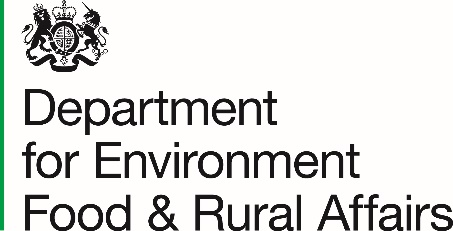 Department
for Environment
Food & Rural Affairs